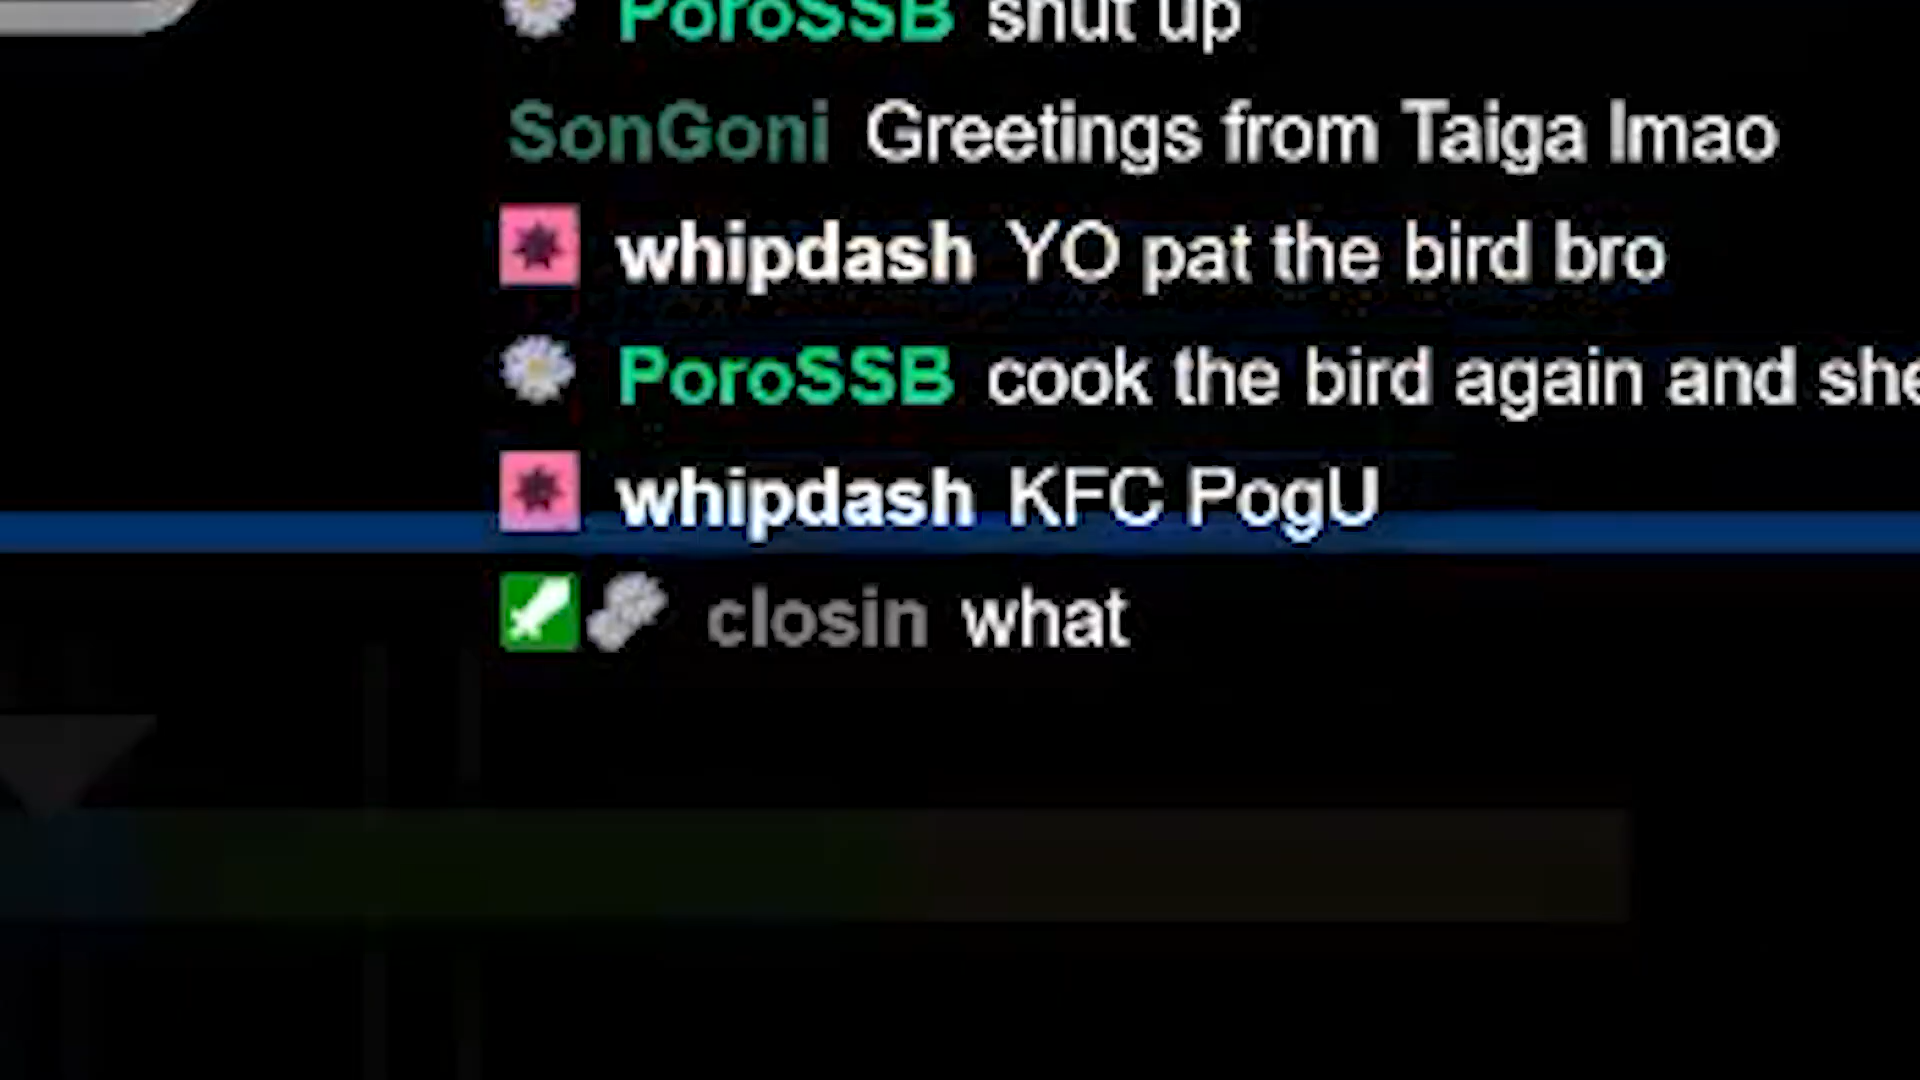 PoroSSB shut up
SonGoni Greetings from Taiga lmao
whipdash YO pat the bird bro
PoroSSB cook the bird again and she
whipdash KFC PogU
closin what